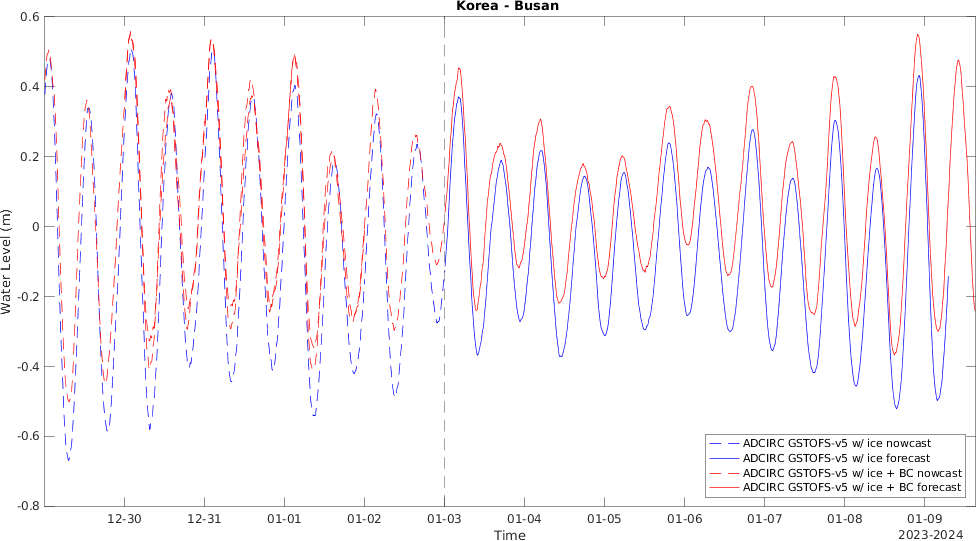 Korea - Busan
0.6
0.4
0.2
0
-0.2
-0.4
-0.6
-0.8
Water Level (m)
ADCIRC GSTOFS-v5 w/ ice nowcast
ADCIRC GSTOFS-v5 w/ ice forecast
ADCIRC GSTOFS-v5 w/ ice + BC nowcast
ADCIRC GSTOFS-v5 w/ ice + BC forecast
12-30 12-31 01-01 01-02 01-03 01-04 01-05 01-06 01-07 01-08 01-09
Time
2023-2024